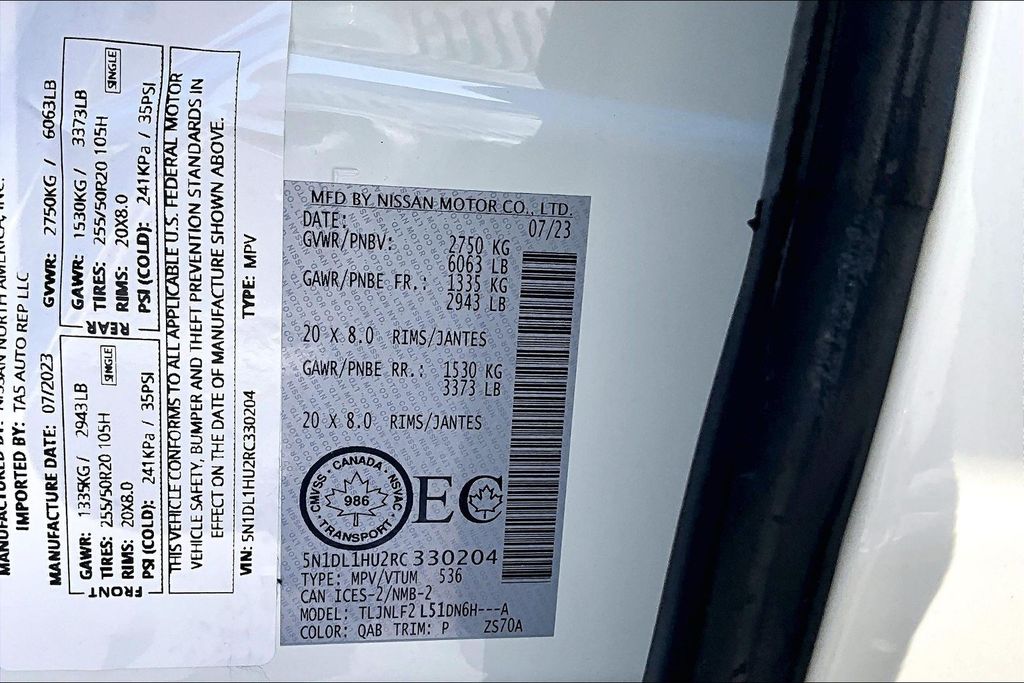 MANUFACTURED BY: NISSAN NORTH AMERICA, INC.
IMPORTED BY: TAS AUTO REP LLC
MANUFACTURE DATE: 07/2023 GVWR: 2750KG / 6063LB
FRONT
GAWR: 1335KG / 2943LB
TIRES: 255/50R20 105H SINGLE
RIMS: 20X8.0
PSI (COLD): 241KPa / 35PSI
REAR
GAWR: 1530KG / 3373LB
TIRES: 255/50R20 105H SINGLE
RIMS: 20X8.0
PSI (COLD): 241KPa / 35PSI
THIS VEHICLE CONFORMS TO ALL APPLICABLE U.S. FEDERAL MOTOR
VEHICLE SAFETY, BUMPER AND THEFT PREVENTION STANDARDS IN
EFFECT ON THE DATE OF MANUFACTURE SHOWN ABOVE.
VIN: 5N1DL1HU2RC330204 TYPE: MPV
MFD BY NISSAN MOTOR CO., LTD.
DATE: 07/23
GVWR/PNBV: 2750 KG
6063 LB
GAWR/PNBE FR.: 1335 KG
2943 LB
20 X 8.0 RIMS/JANTES
GAWR/PNBE RR.: 1530 KG
3373 LB
20 X 8.0 RIMS/JANTES
CANADA
CMVSS NSVAC
986
TRANSPORT
EC
5N1DL1HU2RC 330204
TYPE: MPV/VTUM 536
CAN ICES-2/NMB-2
MODEL: TLJNLF2 L51DN6H---A
COLOR: QAB TRIM: P ZS70A